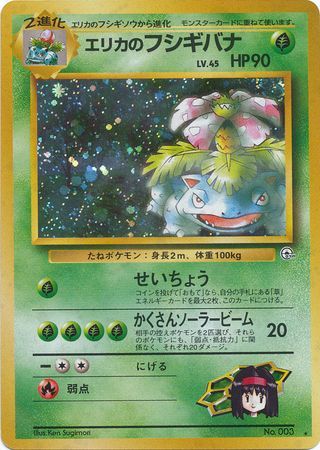 2進化
エリカのフシギソウから進化 モンスターカードに重ねて使います。
エリカのフシギバナ
LV.45 HP90
たねポケモン：身長2m、体重100kg
せいちょう
コインを投げて「おもて」なら、自分の手札にある「草」
エネルギーカードを最大2枚、このカードにつける。
かくさんソーラービーム 20
相手の控えポケモンを2匹選び、それら
のポケモンにも、「弱点・抵抗力」に関
係なく、それぞれ20ダメージ。
にげる
弱点
Illus.Ken Sugimori
No. 003